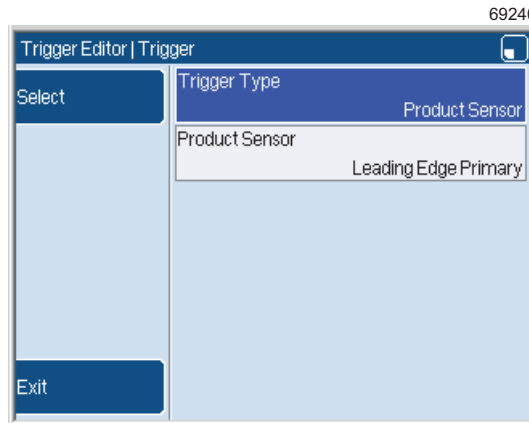 6924
Trigger Editor | Trigger
Select
Trigger Type
Product Sensor
Product Sensor
Leading Edge Primary
Exit